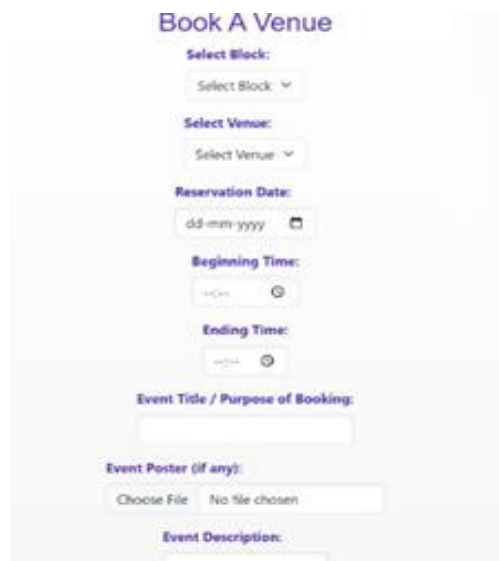 Book A Venue
Select Block:
Select Block
Select Venue:
Select Venue
Reservation Date:
dd-mm-yyyy
Beginning Time:
--:--
Ending Time:
--:--
Event Title / Purpose of Booking:
Event Poster (if any):
Choose File No file chosen
Event Description: